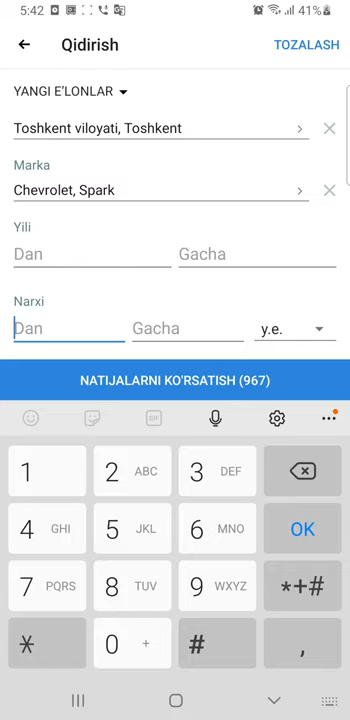 5:42 41%
Qidirish TOZALASH
YANGI E'LONLAR
Toshkent viloyati, Toshkent
Marka
Chevrolet, Spark
Yili
Dan Gacha
Narxi
Dan Gacha y.e.
NATIJALARNI KO'RSATISH (967)
GIF
1 2 ABC 3 DEF
4 GHI 5 JKL 6 MNO OK
7 PQRS 8 TUV 9 WXYZ *+#
* 0 + # ,